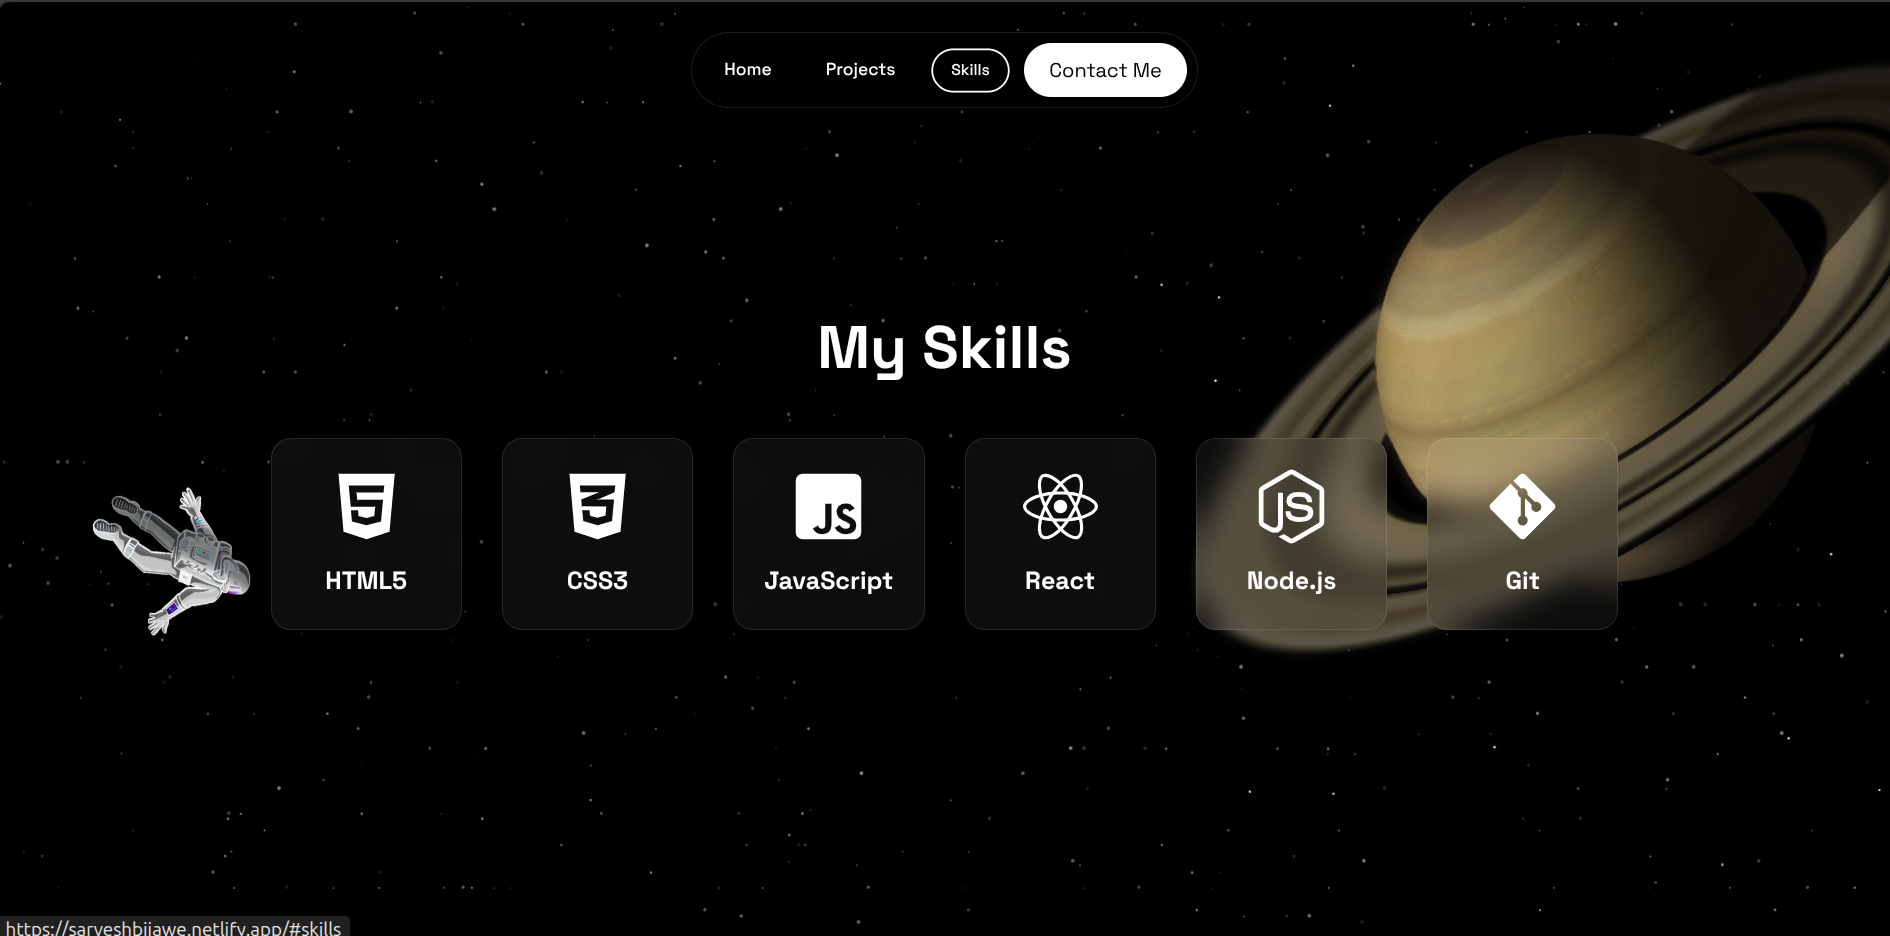 Home Projects Skills Contact Me
My Skills
HTML5 CSS3 JavaScript React Node.js Git
https://sarveshbijawe.netlify.app/#skills